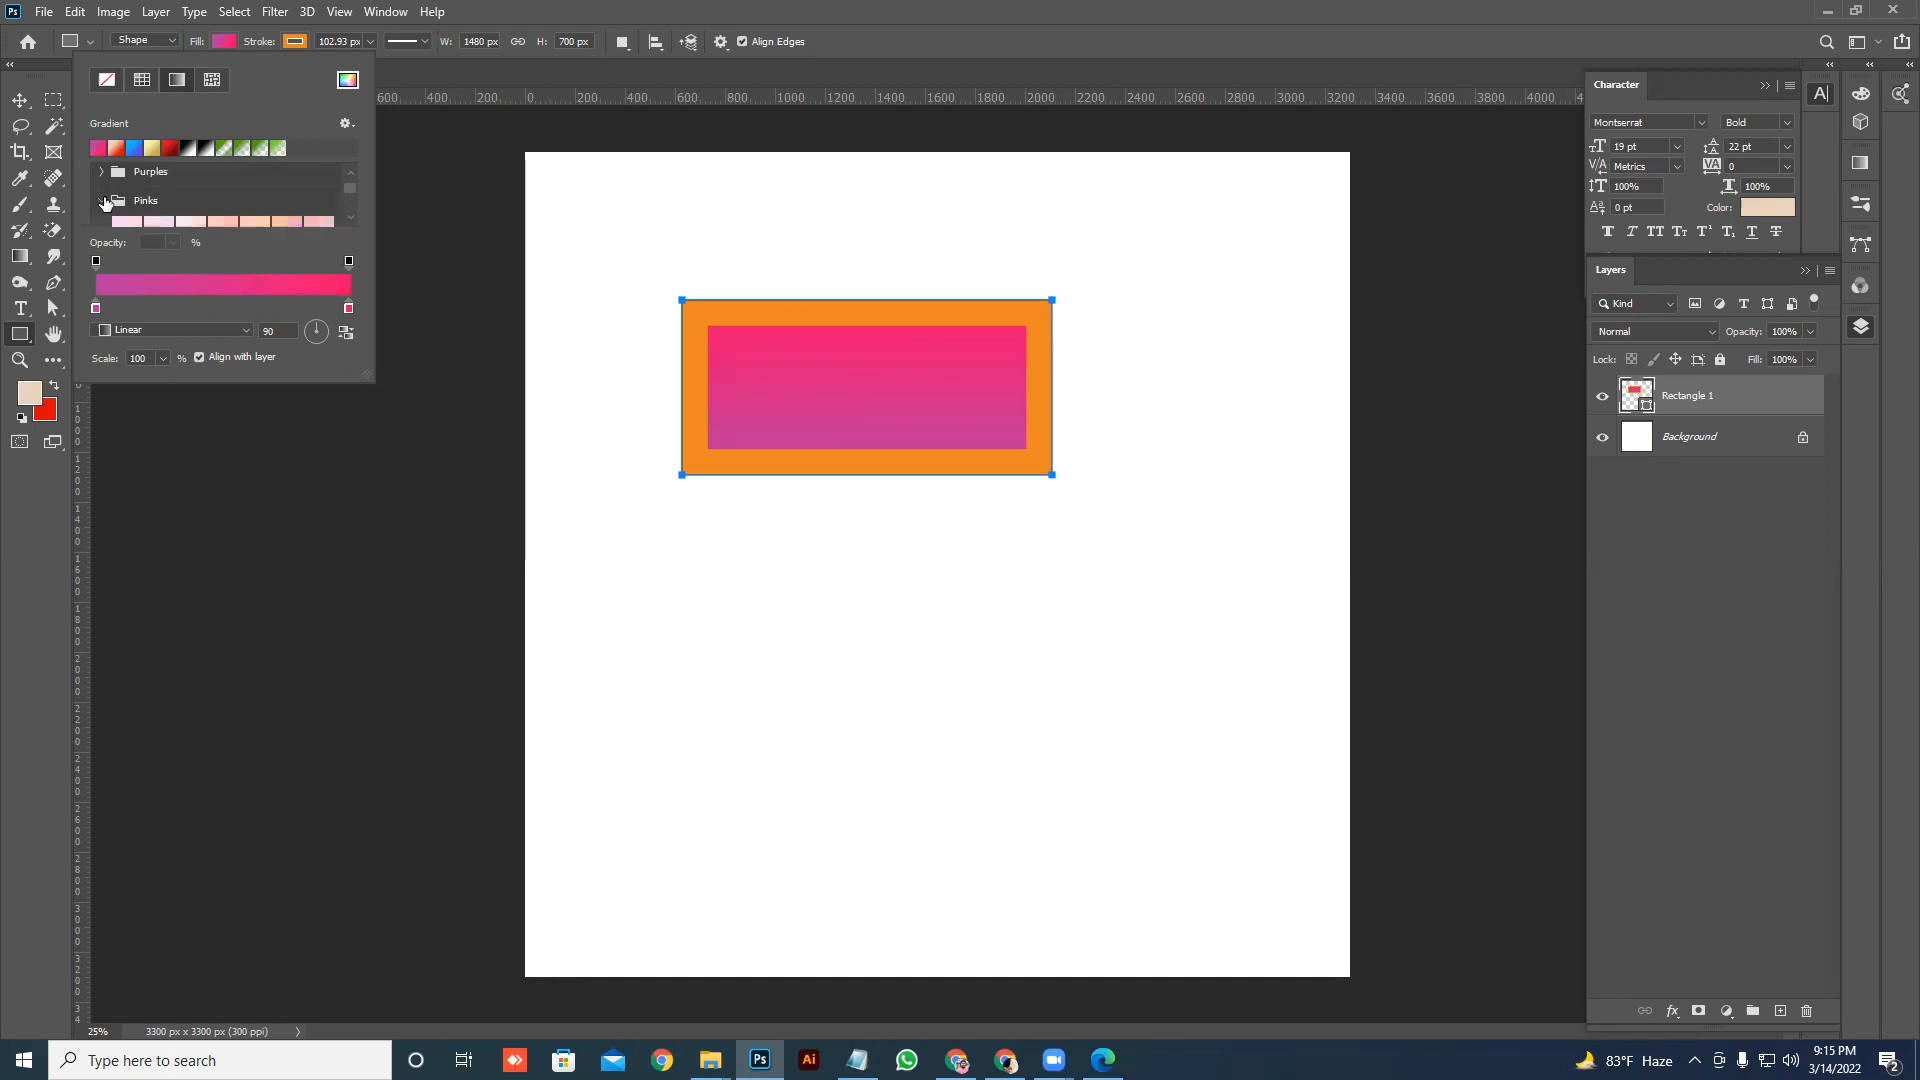 Ps File Edit Image Layer Type Select Filter 3D View Window Help
Shape Fill: Stroke: 102.93 px W: 1480 px H: 700 px Align Edges
Gradient
Purples
Pinks
Opacity: %
Linear 90
Scale: 100 % Align with layer
600 400 200 0 200 400 600 800 1000 1200 1400 1600 1800 2000 2200 2400 2600 2800 3000 3200 3400 3600 3800 4000
Character
Montserrat Bold
19 pt 22 pt
Metrics 0
100% 100%
0 pt Color:
Layers
Kind
Normal Opacity: 100%
Lock: Fill: 100%
Rectangle 1
Background
25% 3300 px x 3300 px (300 ppi)
Type here to search
Ps Ai
83°F Haze
9:15 PM
3/14/2022
2